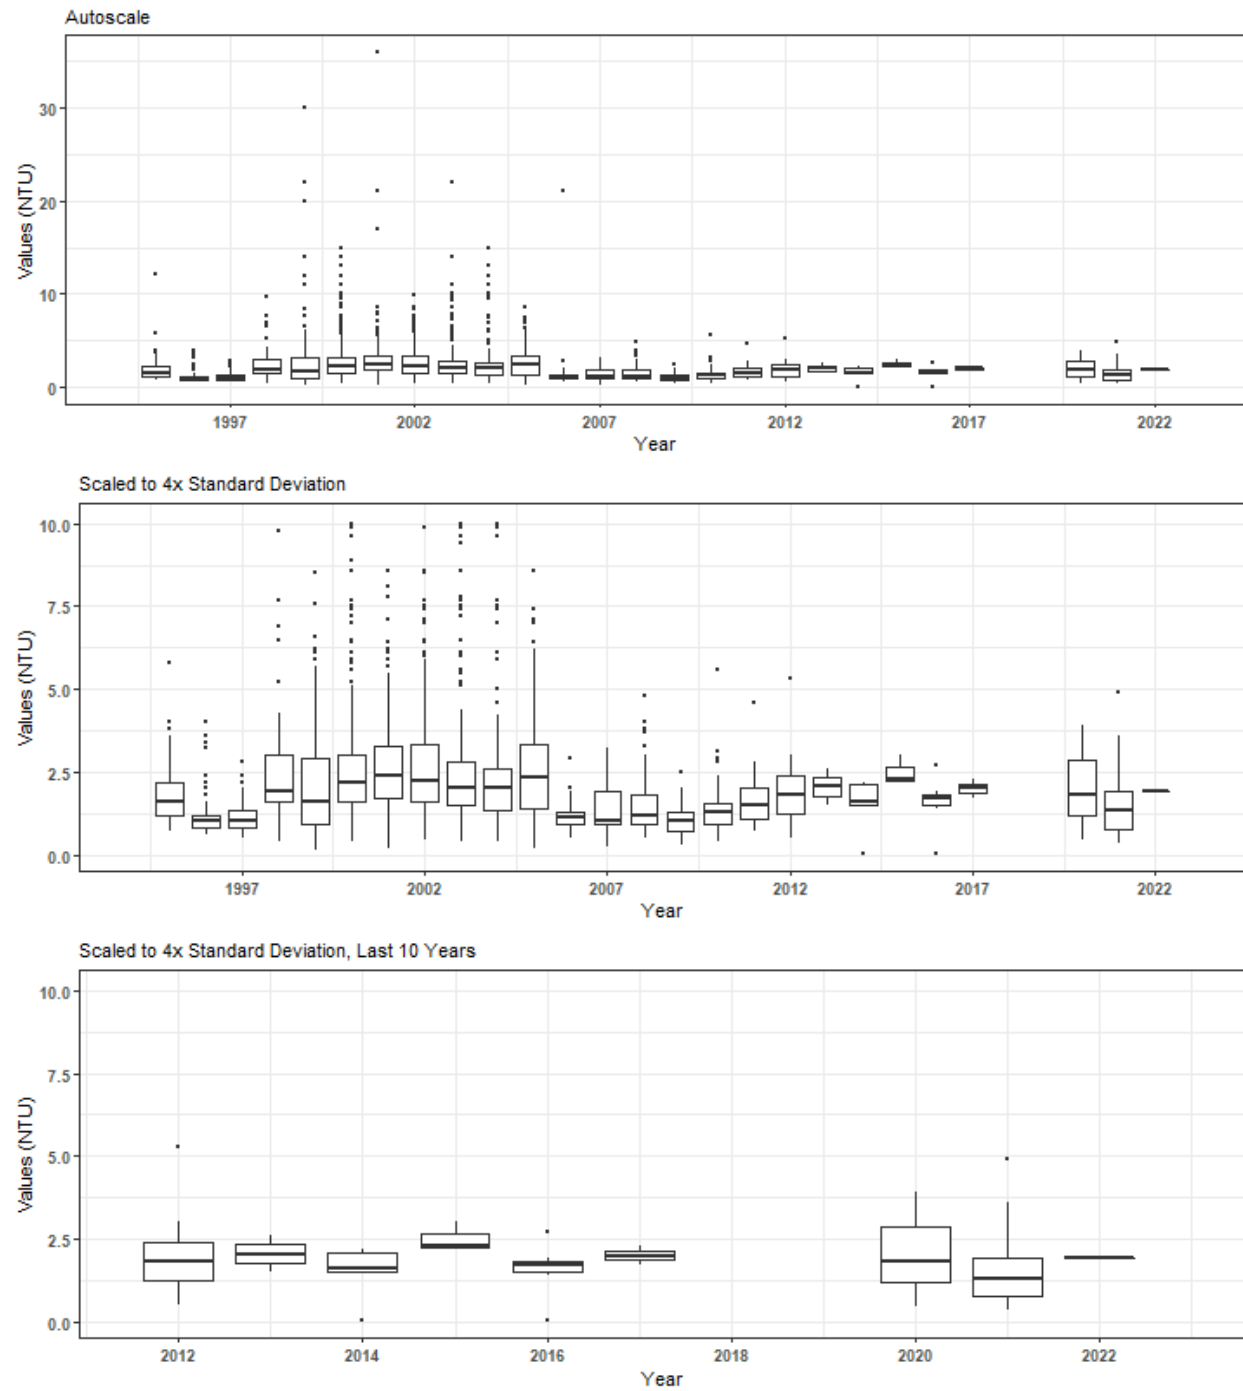 Autoscale
30
20
10
0
Values (NTU)
1997 2002 2007 2012 2017 2022
Year
Scaled to 4x Standard Deviation
10.0
7.5
5.0
2.5
0.0
Values (NTU)
1997 2002 2007 2012 2017 2022
Year
Scaled to 4x Standard Deviation, Last 10 Years
10.0
7.5
5.0
2.5
0.0
Values (NTU)
2012 2014 2016 2018 2020 2022
Year